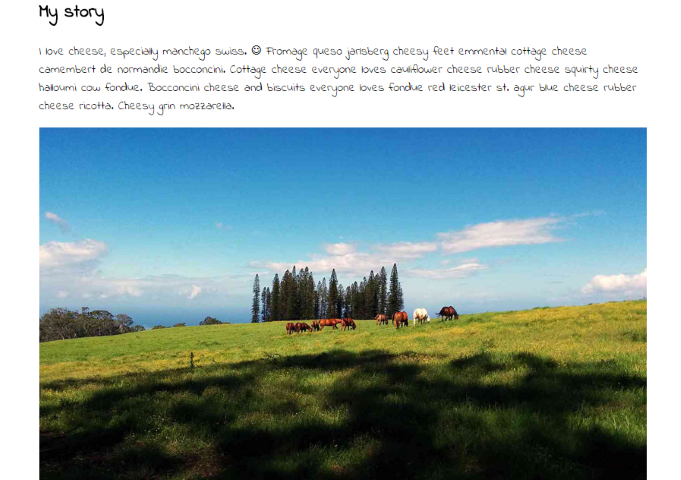 My story
I love cheese, especially manchego swiss. ☺ Fromage queso jarlsberg cheesy feet emmental cottage cheese
camembert de normandie bocconcini. Cottage cheese everyone loves cauliflower cheese rubber cheese squirty cheese
halloumi cow fondue. Bocconcini cheese and biscuits everyone loves fondue red leicester st. agur blue cheese rubber
cheese ricotta. Cheesy grin mozzarella.